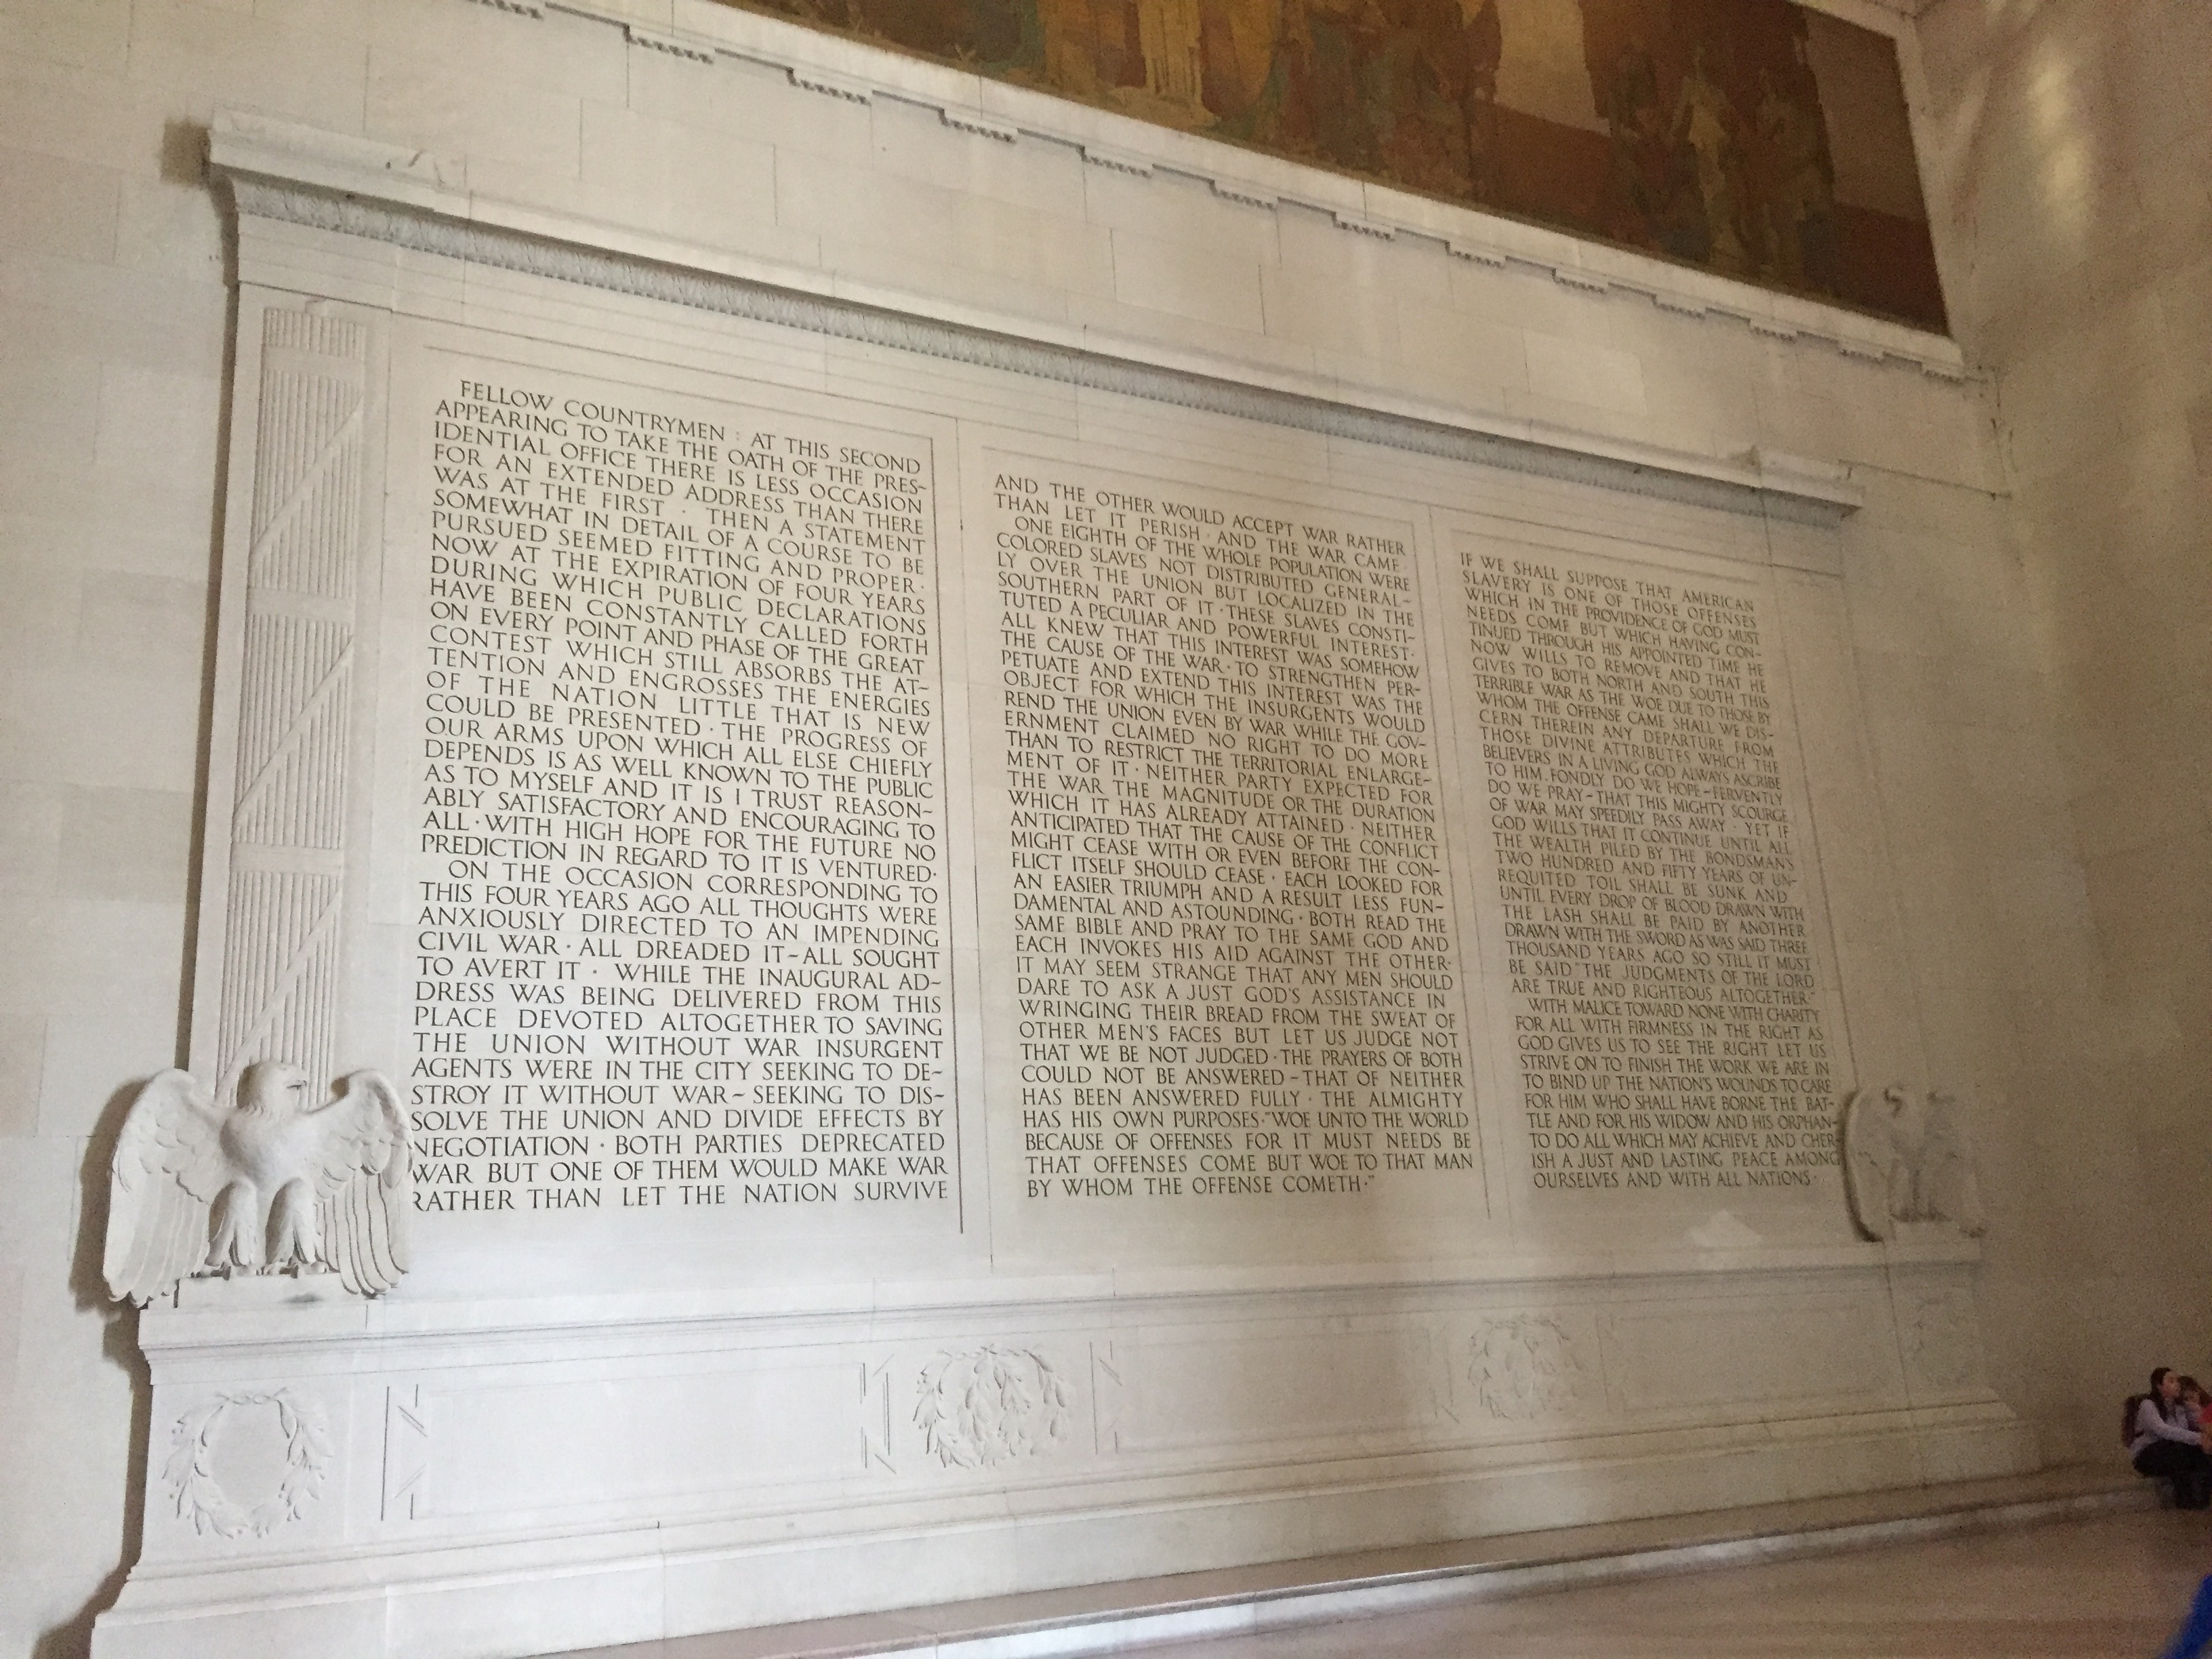 FELLOW COUNTRYMEN : AT THIS SECOND
APPEARING TO TAKE THE OATH OF THE PRES-
IDENTIAL OFFICE THERE IS LESS OCCASION
FOR AN EXTENDED ADDRESS THAN THERE
WAS AT THE FIRST · THEN A STATEMENT
SOMEWHAT IN DETAIL OF A COURSE TO BE
PURSUED SEEMED FITTING AND PROPER ·
NOW AT THE EXPIRATION OF FOUR YEARS
DURING WHICH PUBLIC DECLARATIONS
HAVE BEEN CONSTANTLY CALLED FORTH
ON EVERY POINT AND PHASE OF THE GREAT
CONTEST WHICH STILL ABSORBS THE AT-
TENTION AND ENGROSSES THE ENERGIES
OF THE NATION LITTLE THAT IS NEW
COULD BE PRESENTED · THE PROGRESS OF
OUR ARMS UPON WHICH ALL ELSE CHIEFLY
DEPENDS IS AS WELL KNOWN TO THE PUBLIC
AS TO MYSELF AND IT IS I TRUST REASON-
ABLY SATISFACTORY AND ENCOURAGING TO
ALL · WITH HIGH HOPE FOR THE FUTURE NO
PREDICTION IN REGARD TO IT IS VENTURED ·
ON THE OCCASION CORRESPONDING TO
THIS FOUR YEARS AGO ALL THOUGHTS WERE
ANXIOUSLY DIRECTED TO AN IMPENDING
CIVIL WAR · ALL DREADED IT – ALL SOUGHT
TO AVERT IT · WHILE THE INAUGURAL AD-
DRESS WAS BEING DELIVERED FROM THIS
PLACE DEVOTED ALTOGETHER TO SAVING
THE UNION WITHOUT WAR INSURGENT
AGENTS WERE IN THE CITY SEEKING TO DE-
STROY IT WITHOUT WAR – SEEKING TO DIS-
SOLVE THE UNION AND DIVIDE EFFECTS BY
NEGOTIATION · BOTH PARTIES DEPRECATED
WAR BUT ONE OF THEM WOULD MAKE WAR
RATHER THAN LET THE NATION SURVIVE
AND THE OTHER WOULD ACCEPT WAR RATHER
THAN LET IT PERISH · AND THE WAR CAME ·
ONE EIGHTH OF THE WHOLE POPULATION WERE
COLORED SLAVES NOT DISTRIBUTED GENERAL-
LY OVER THE UNION BUT LOCALIZED IN THE
SOUTHERN PART OF IT · THESE SLAVES CONSTI-
TUTED A PECULIAR AND POWERFUL INTEREST ·
ALL KNEW THAT THIS INTEREST WAS SOMEHOW
THE CAUSE OF THE WAR · TO STRENGTHEN PER-
PETUATE AND EXTEND THIS INTEREST WAS THE
OBJECT FOR WHICH THE INSURGENTS WOULD
REND THE UNION EVEN BY WAR WHILE THE GOV-
ERNMENT CLAIMED NO RIGHT TO DO MORE
THAN TO RESTRICT THE TERRITORIAL ENLARGE-
MENT OF IT · NEITHER PARTY EXPECTED FOR
THE WAR THE MAGNITUDE OR THE DURATION
WHICH IT HAS ALREADY ATTAINED · NEITHER
ANTICIPATED THAT THE CAUSE OF THE CONFLICT
MIGHT CEASE WITH OR EVEN BEFORE THE CON-
FLICT ITSELF SHOULD CEASE · EACH LOOKED FOR
AN EASIER TRIUMPH AND A RESULT LESS FUN-
DAMENTAL AND ASTOUNDING · BOTH READ THE
SAME BIBLE AND PRAY TO THE SAME GOD AND
EACH INVOKES HIS AID AGAINST THE OTHER ·
IT MAY SEEM STRANGE THAT ANY MEN SHOULD
DARE TO ASK A JUST GOD'S ASSISTANCE IN
WRINGING THEIR BREAD FROM THE SWEAT OF
OTHER MEN'S FACES BUT LET US JUDGE NOT
THAT WE BE NOT JUDGED · THE PRAYERS OF BOTH
COULD NOT BE ANSWERED – THAT OF NEITHER
HAS BEEN ANSWERED FULLY · THE ALMIGHTY
HAS HIS OWN PURPOSES · "WOE UNTO THE WORLD
BECAUSE OF OFFENSES FOR IT MUST NEEDS BE
THAT OFFENSES COME BUT WOE TO THAT MAN
BY WHOM THE OFFENSE COMETH · "
IF WE SHALL SUPPOSE THAT AMERICAN
SLAVERY IS ONE OF THOSE OFFENSES
WHICH IN THE PROVIDENCE OF GOD MUST
NEEDS COME BUT WHICH HAVING CON-
TINUED THROUGH HIS APPOINTED TIME HE
NOW WILLS TO REMOVE AND THAT HE
GIVES TO BOTH NORTH AND SOUTH THIS
TERRIBLE WAR AS THE WOE DUE TO THOSE BY
WHOM THE OFFENSE CAME SHALL WE DIS-
CERN THEREIN ANY DEPARTURE FROM
THOSE DIVINE ATTRIBUTES WHICH THE
BELIEVERS IN A LIVING GOD ALWAYS ASCRIBE
TO HIM · FONDLY DO WE HOPE – FERVENTLY
DO WE PRAY – THAT THIS MIGHTY SCOURGE
OF WAR MAY SPEEDILY PASS AWAY · YET IF
GOD WILLS THAT IT CONTINUE UNTIL ALL
THE WEALTH PILED BY THE BONDSMAN'S
TWO HUNDRED AND FIFTY YEARS OF UN-
REQUITED TOIL SHALL BE SUNK AND
UNTIL EVERY DROP OF BLOOD DRAWN WITH
THE LASH SHALL BE PAID BY ANOTHER
DRAWN WITH THE SWORD AS WAS SAID THREE
THOUSAND YEARS AGO SO STILL IT MUST
BE SAID "THE JUDGMENTS OF THE LORD
ARE TRUE AND RIGHTEOUS ALTOGETHER · "
WITH MALICE TOWARD NONE WITH CHARITY
FOR ALL WITH FIRMNESS IN THE RIGHT AS
GOD GIVES US TO SEE THE RIGHT LET US
STRIVE ON TO FINISH THE WORK WE ARE IN
TO BIND UP THE NATION'S WOUNDS TO CARE
FOR HIM WHO SHALL HAVE BORNE THE BAT-
TLE AND FOR HIS WIDOW AND HIS ORPHAN –
TO DO ALL WHICH MAY ACHIEVE AND CHER-
ISH A JUST AND LASTING PEACE AMONG
OURSELVES AND WITH ALL NATIONS ·